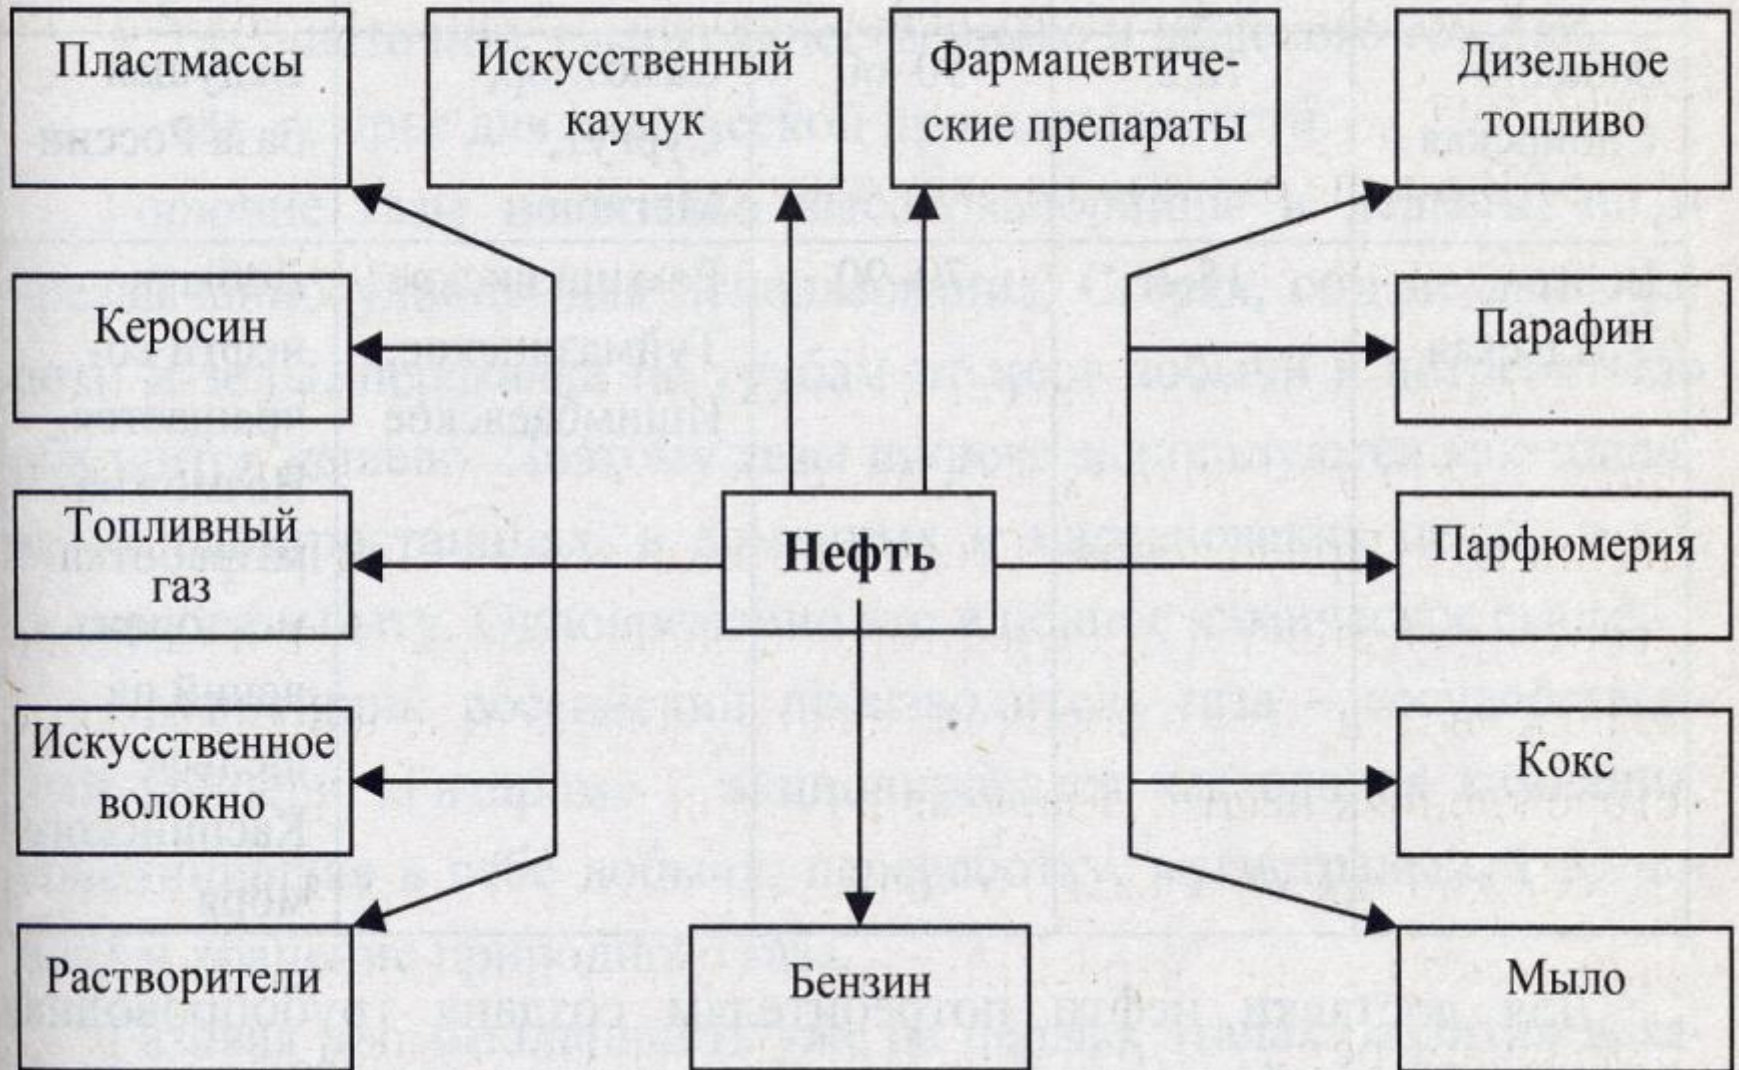 Пластмассы
Искусственный
каучук
Фармацевтиче-
ские препараты
Дизельное
топливо
Керосин
Парафин
Топливный
газ
Нефть
Парфюмерия
Искусственное
волокно
Кокс
Растворители
Бензин
Мыло